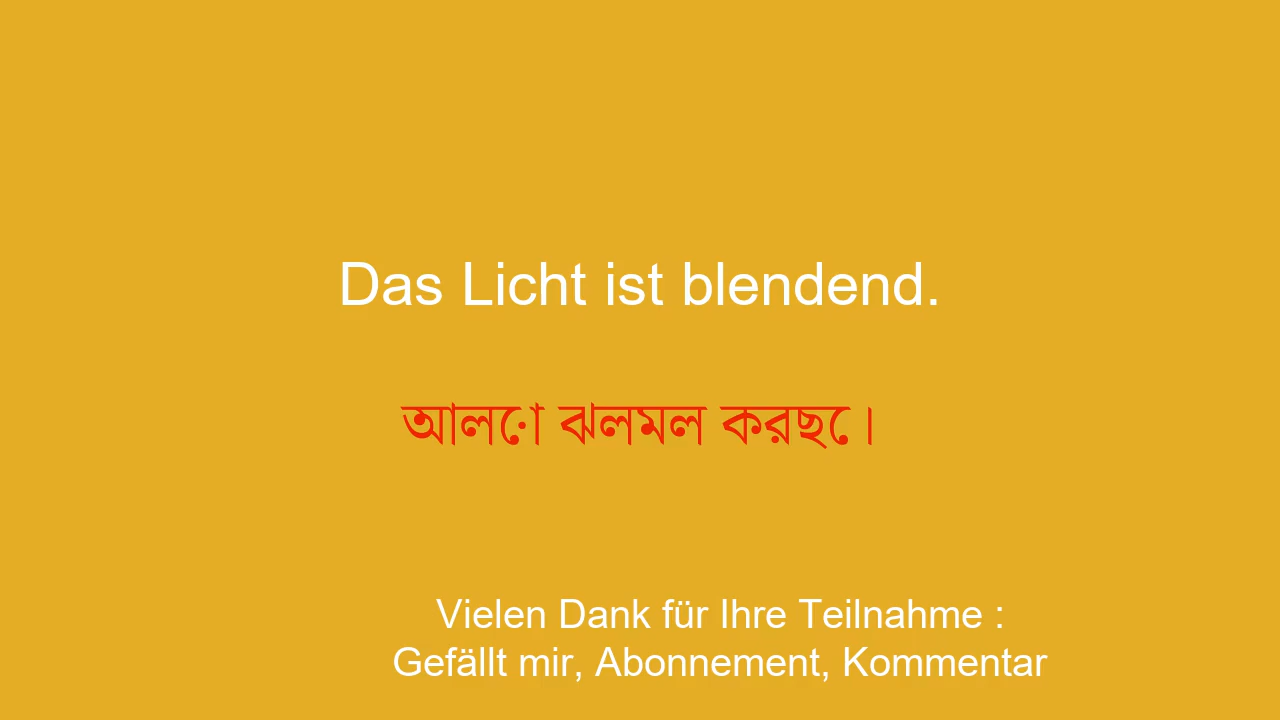 Das Licht ist blendend.
আলো ঝলমল করছে।
Vielen Dank für Ihre Teilnahme :
Gefällt mir, Abonnement, Kommentar